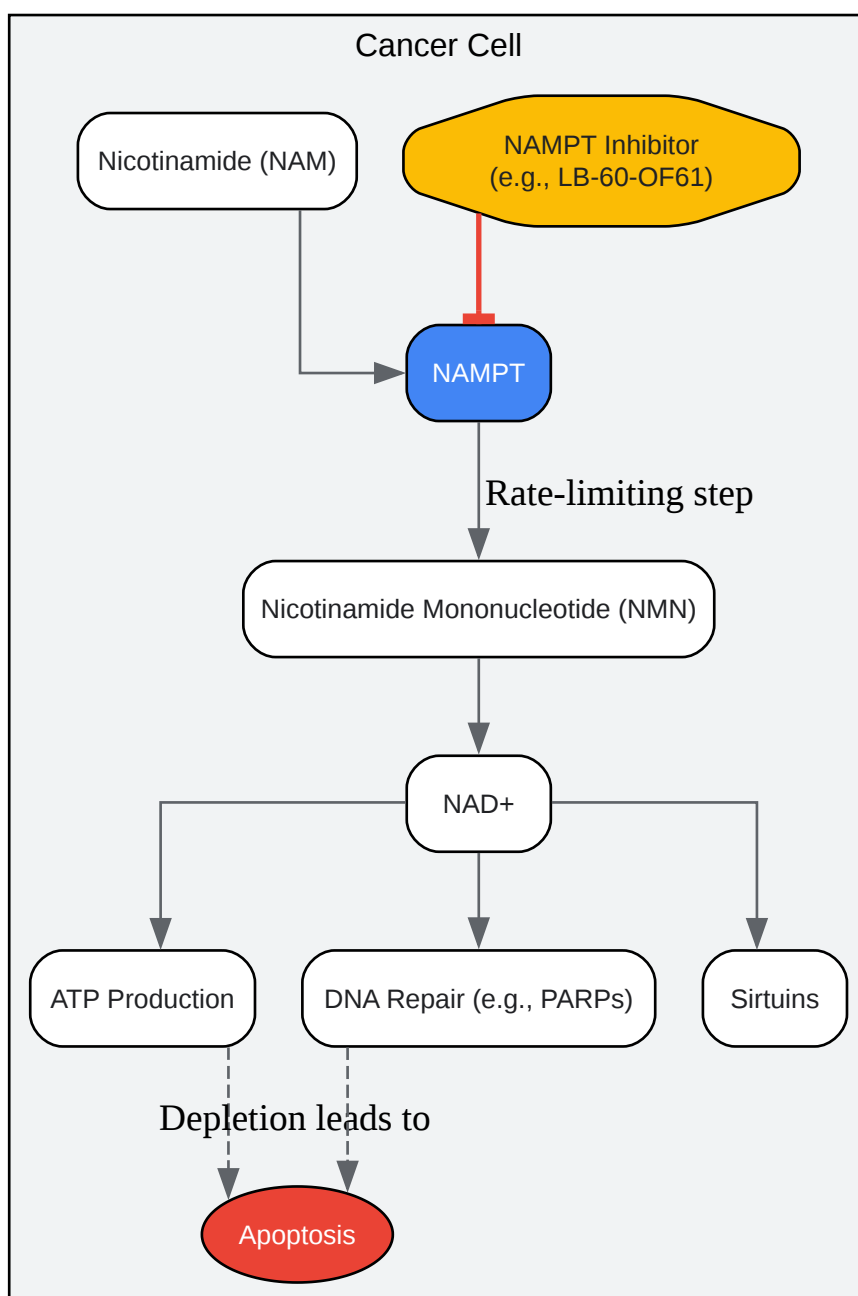 Cancer Cell
Nicotinamide (NAM)
NAMPT Inhibitor
(e.g., LB-60-OF61)
NAMPT
Rate-limiting step
Nicotinamide Mononucleotide (NMN)
NAD+
ATP Production
DNA Repair (e.g., PARPs)
Sirtuins
Depletion leads to
Apoptosis